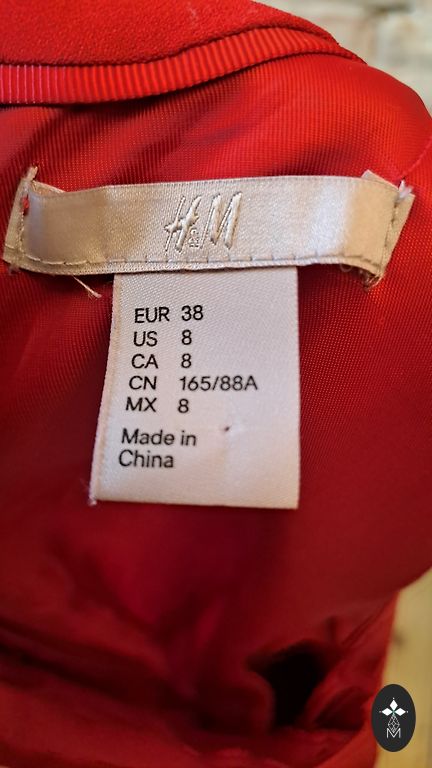 H&M
EUR 38
US 8
CA 8
CN 165/88A
MX 8
Made in
China
M